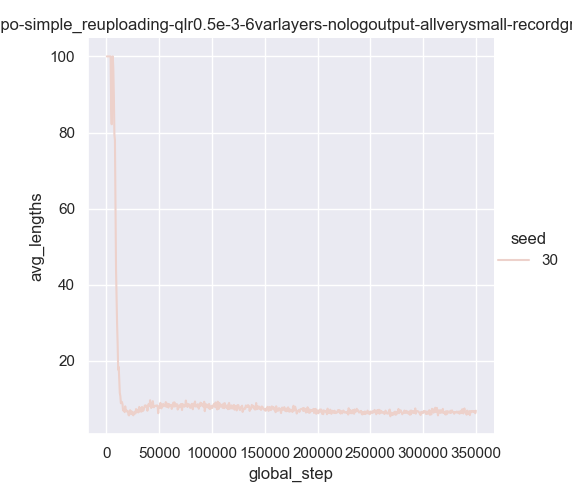 po-simple_reuploading-qlr0.5e-3-6varlayers-nologoutput-allverysmall-recordgr
100
80
60
40
20
avg_lengths
seed
30
0 50000 100000 150000 200000 250000 300000 350000
global_step